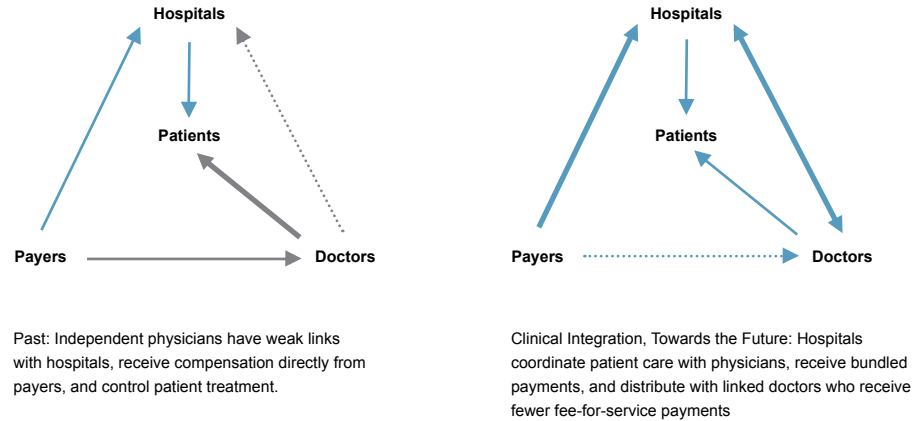 Hospitals
Patients
Payers
Doctors
Past: Independent physicians have weak links
with hospitals, receive compensation directly from
payers, and control patient treatment.
Hospitals
Patients
Payers
Doctors
Clinical Integration, Towards the Future: Hospitals
coordinate patient care with physicians, receive bundled
payments, and distribute with linked doctors who receive
fewer fee-for-service payments